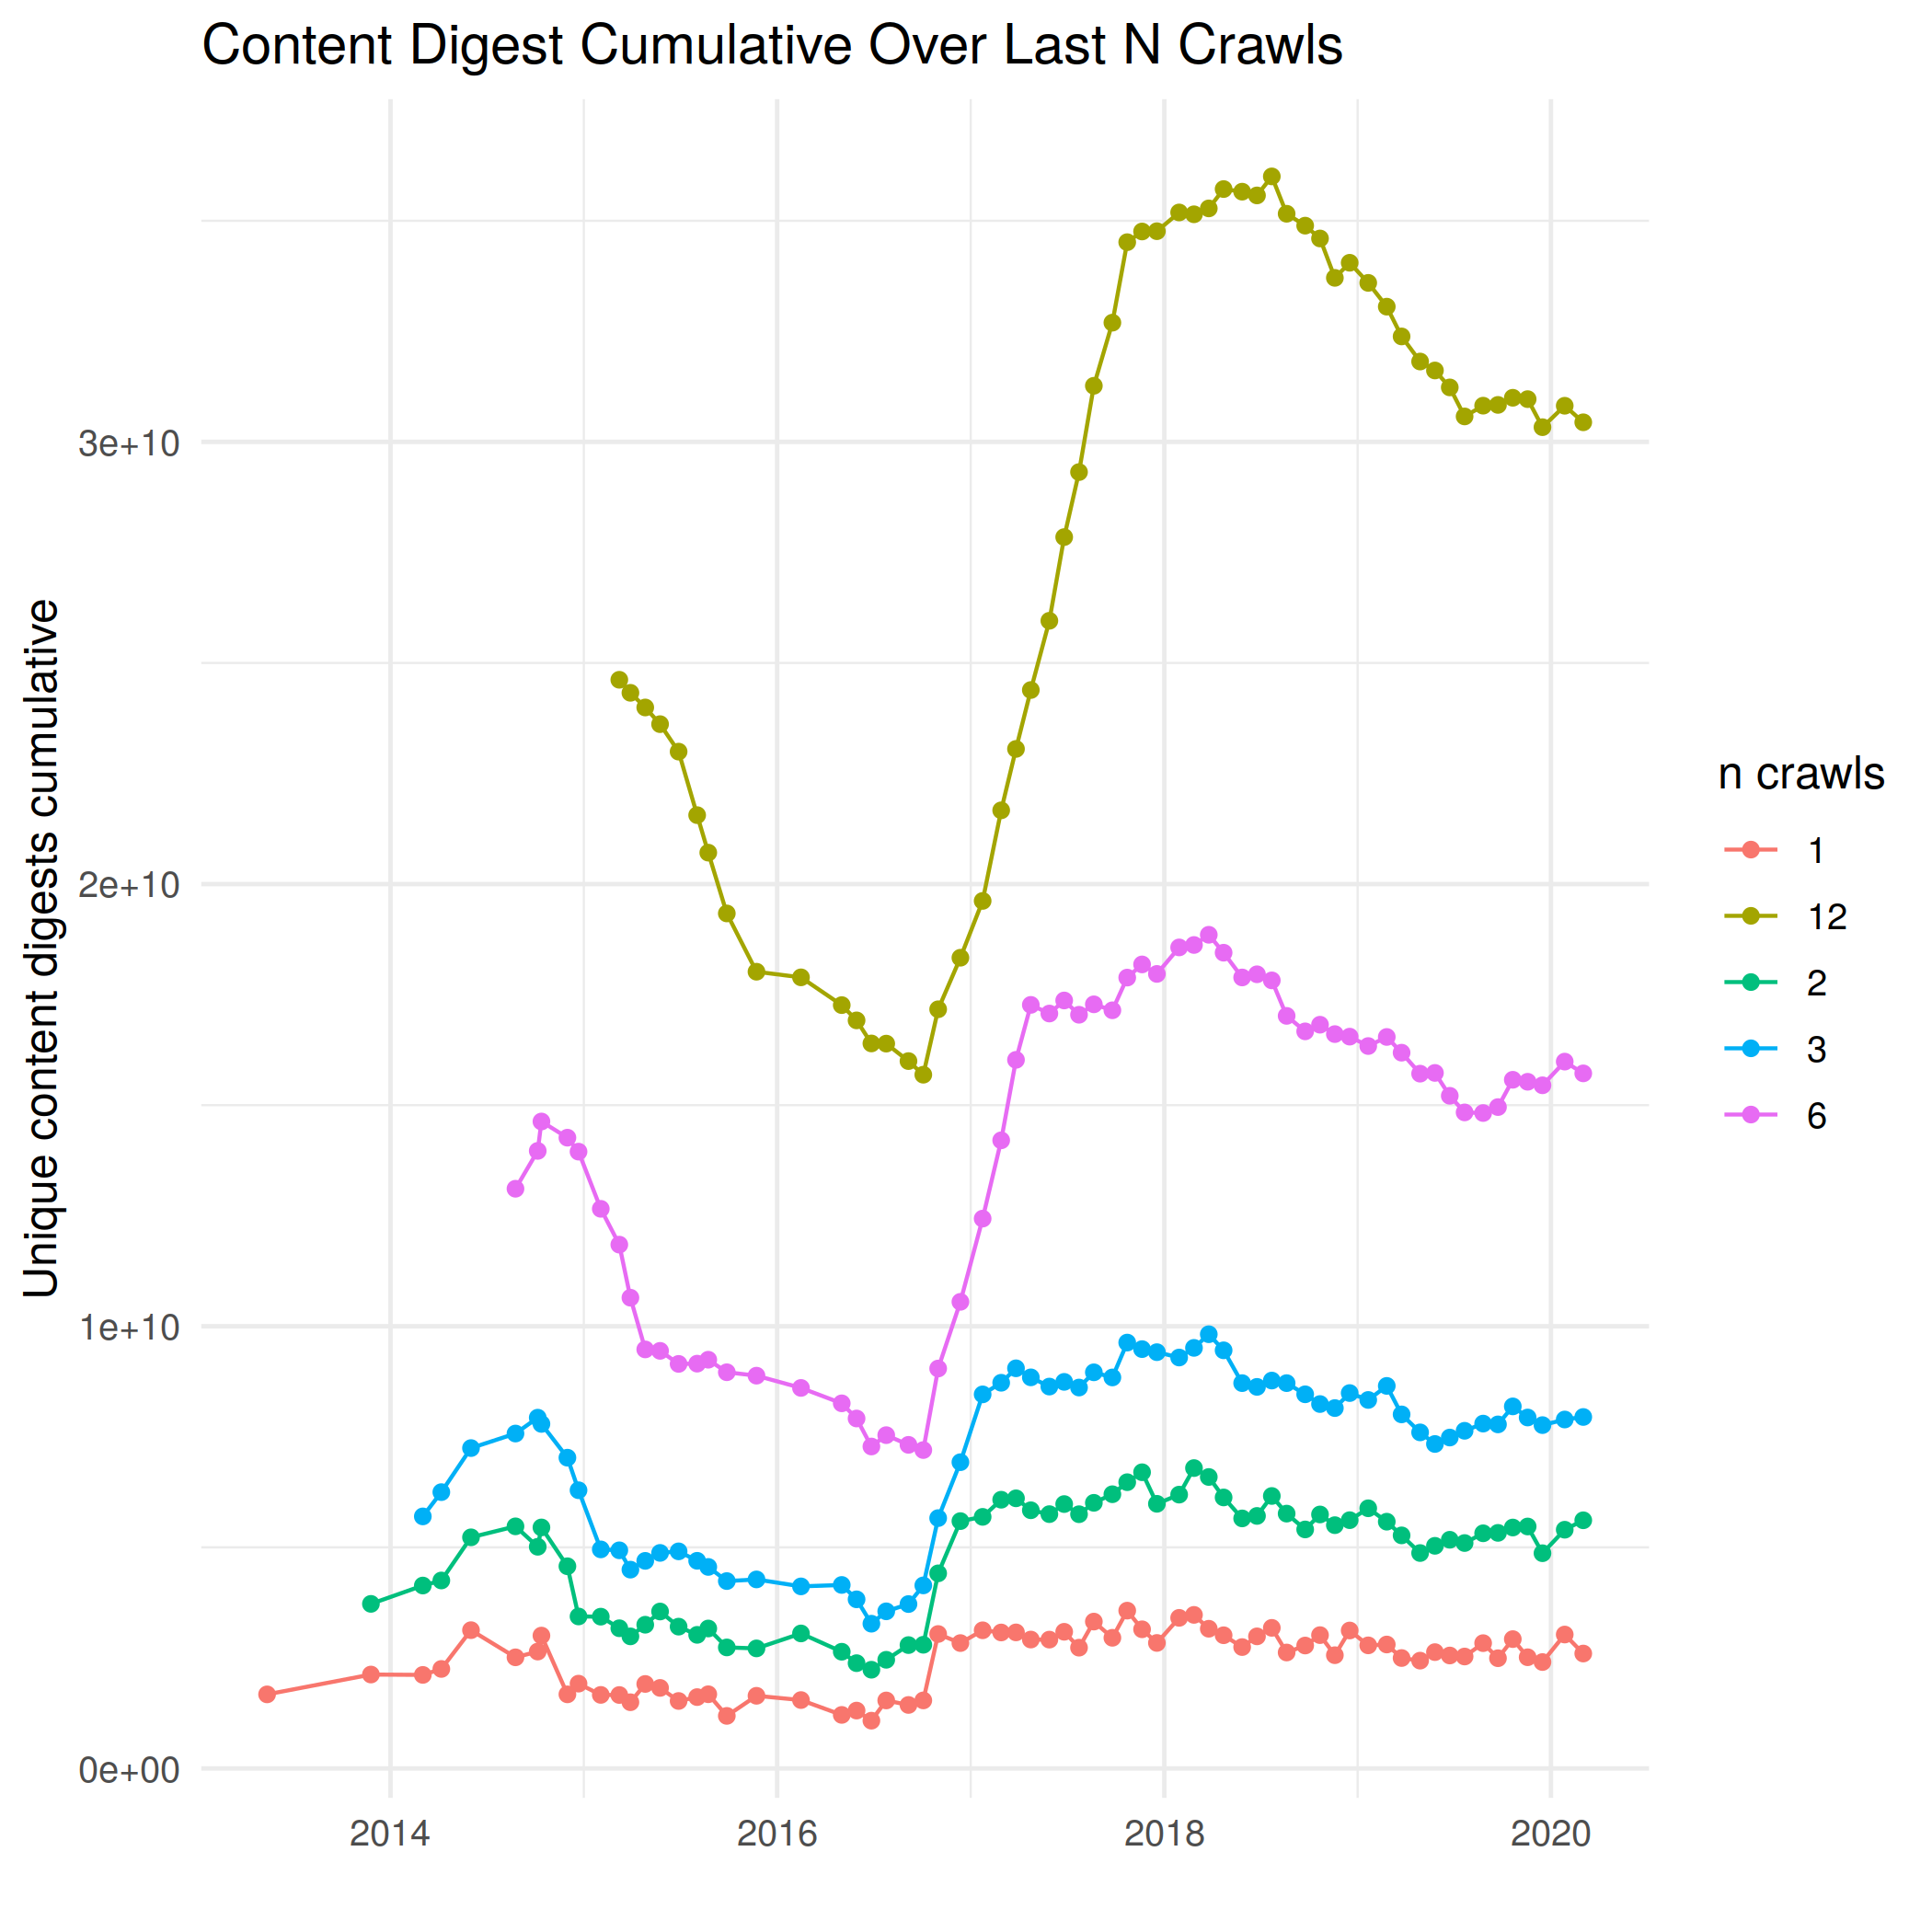 Content Digest Cumulative Over Last N Crawls
Unique content digests cumulative
3e+10
2e+10
1e+10
0e+00
2014
2016
2018
2020
n crawls
1
12
2
3
6